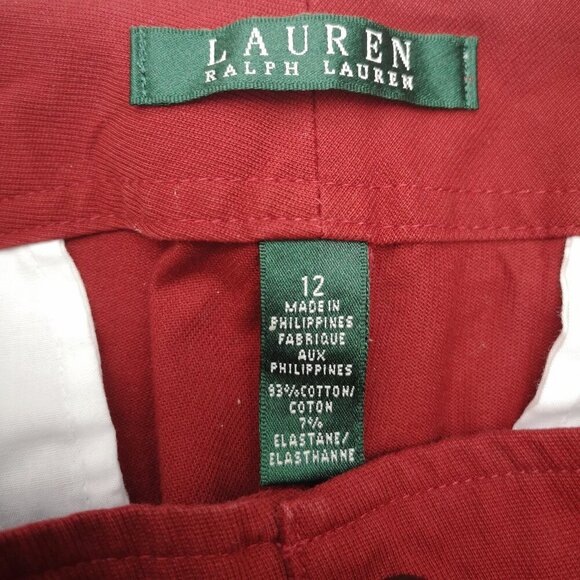 LAUREN
RALPH LAUREN
12
MADE IN
PHILIPPINES
FABRIQUE
AUX
PHILIPPINES
93%COTTON/
COTON
7%
ELASTANE/
ELASTHANNE